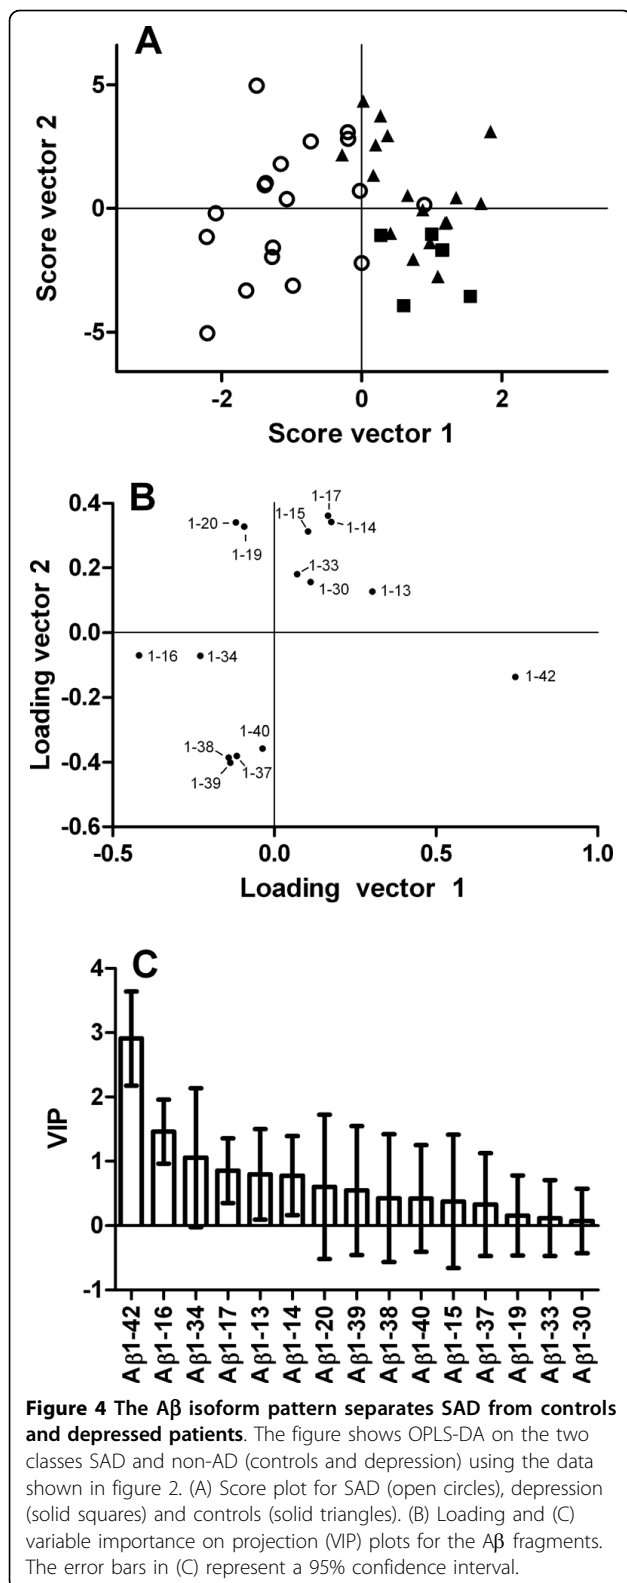 A
Score vector 2
5
0
-5
-2
0
2
Score vector 1
B
Loading vector 2
0.4
0.2
0.0
-0.2
-0.4
-0.6
1-17
1-20
1-15
1-14
1-19
1-33
1-30
1-13
1-16
1-34
1-42
1-40
1-38
1-37
1-39
-0.5
0.0
0.5
1.0
Loading vector 1
C
VIP
4
3
2
1
0
-1
Aβ1-42
Aβ1-16
Aβ1-34
Aβ1-17
Aβ1-13
Aβ1-14
Aβ1-20
Aβ1-39
Aβ1-38
Aβ1-40
Aβ1-15
Aβ1-37
Aβ1-19
Aβ1-33
Aβ1-30
Figure 4 The Aβ isoform pattern separates SAD from controls
and depressed patients. The figure shows OPLS-DA on the two
classes SAD and non-AD (controls and depression) using the data
shown in figure 2. (A) Score plot for SAD (open circles), depression
(solid squares) and controls (solid triangles). (B) Loading and (C)
variable importance on projection (VIP) plots for the Aβ fragments.
The error bars in (C) represent a 95% confidence interval.